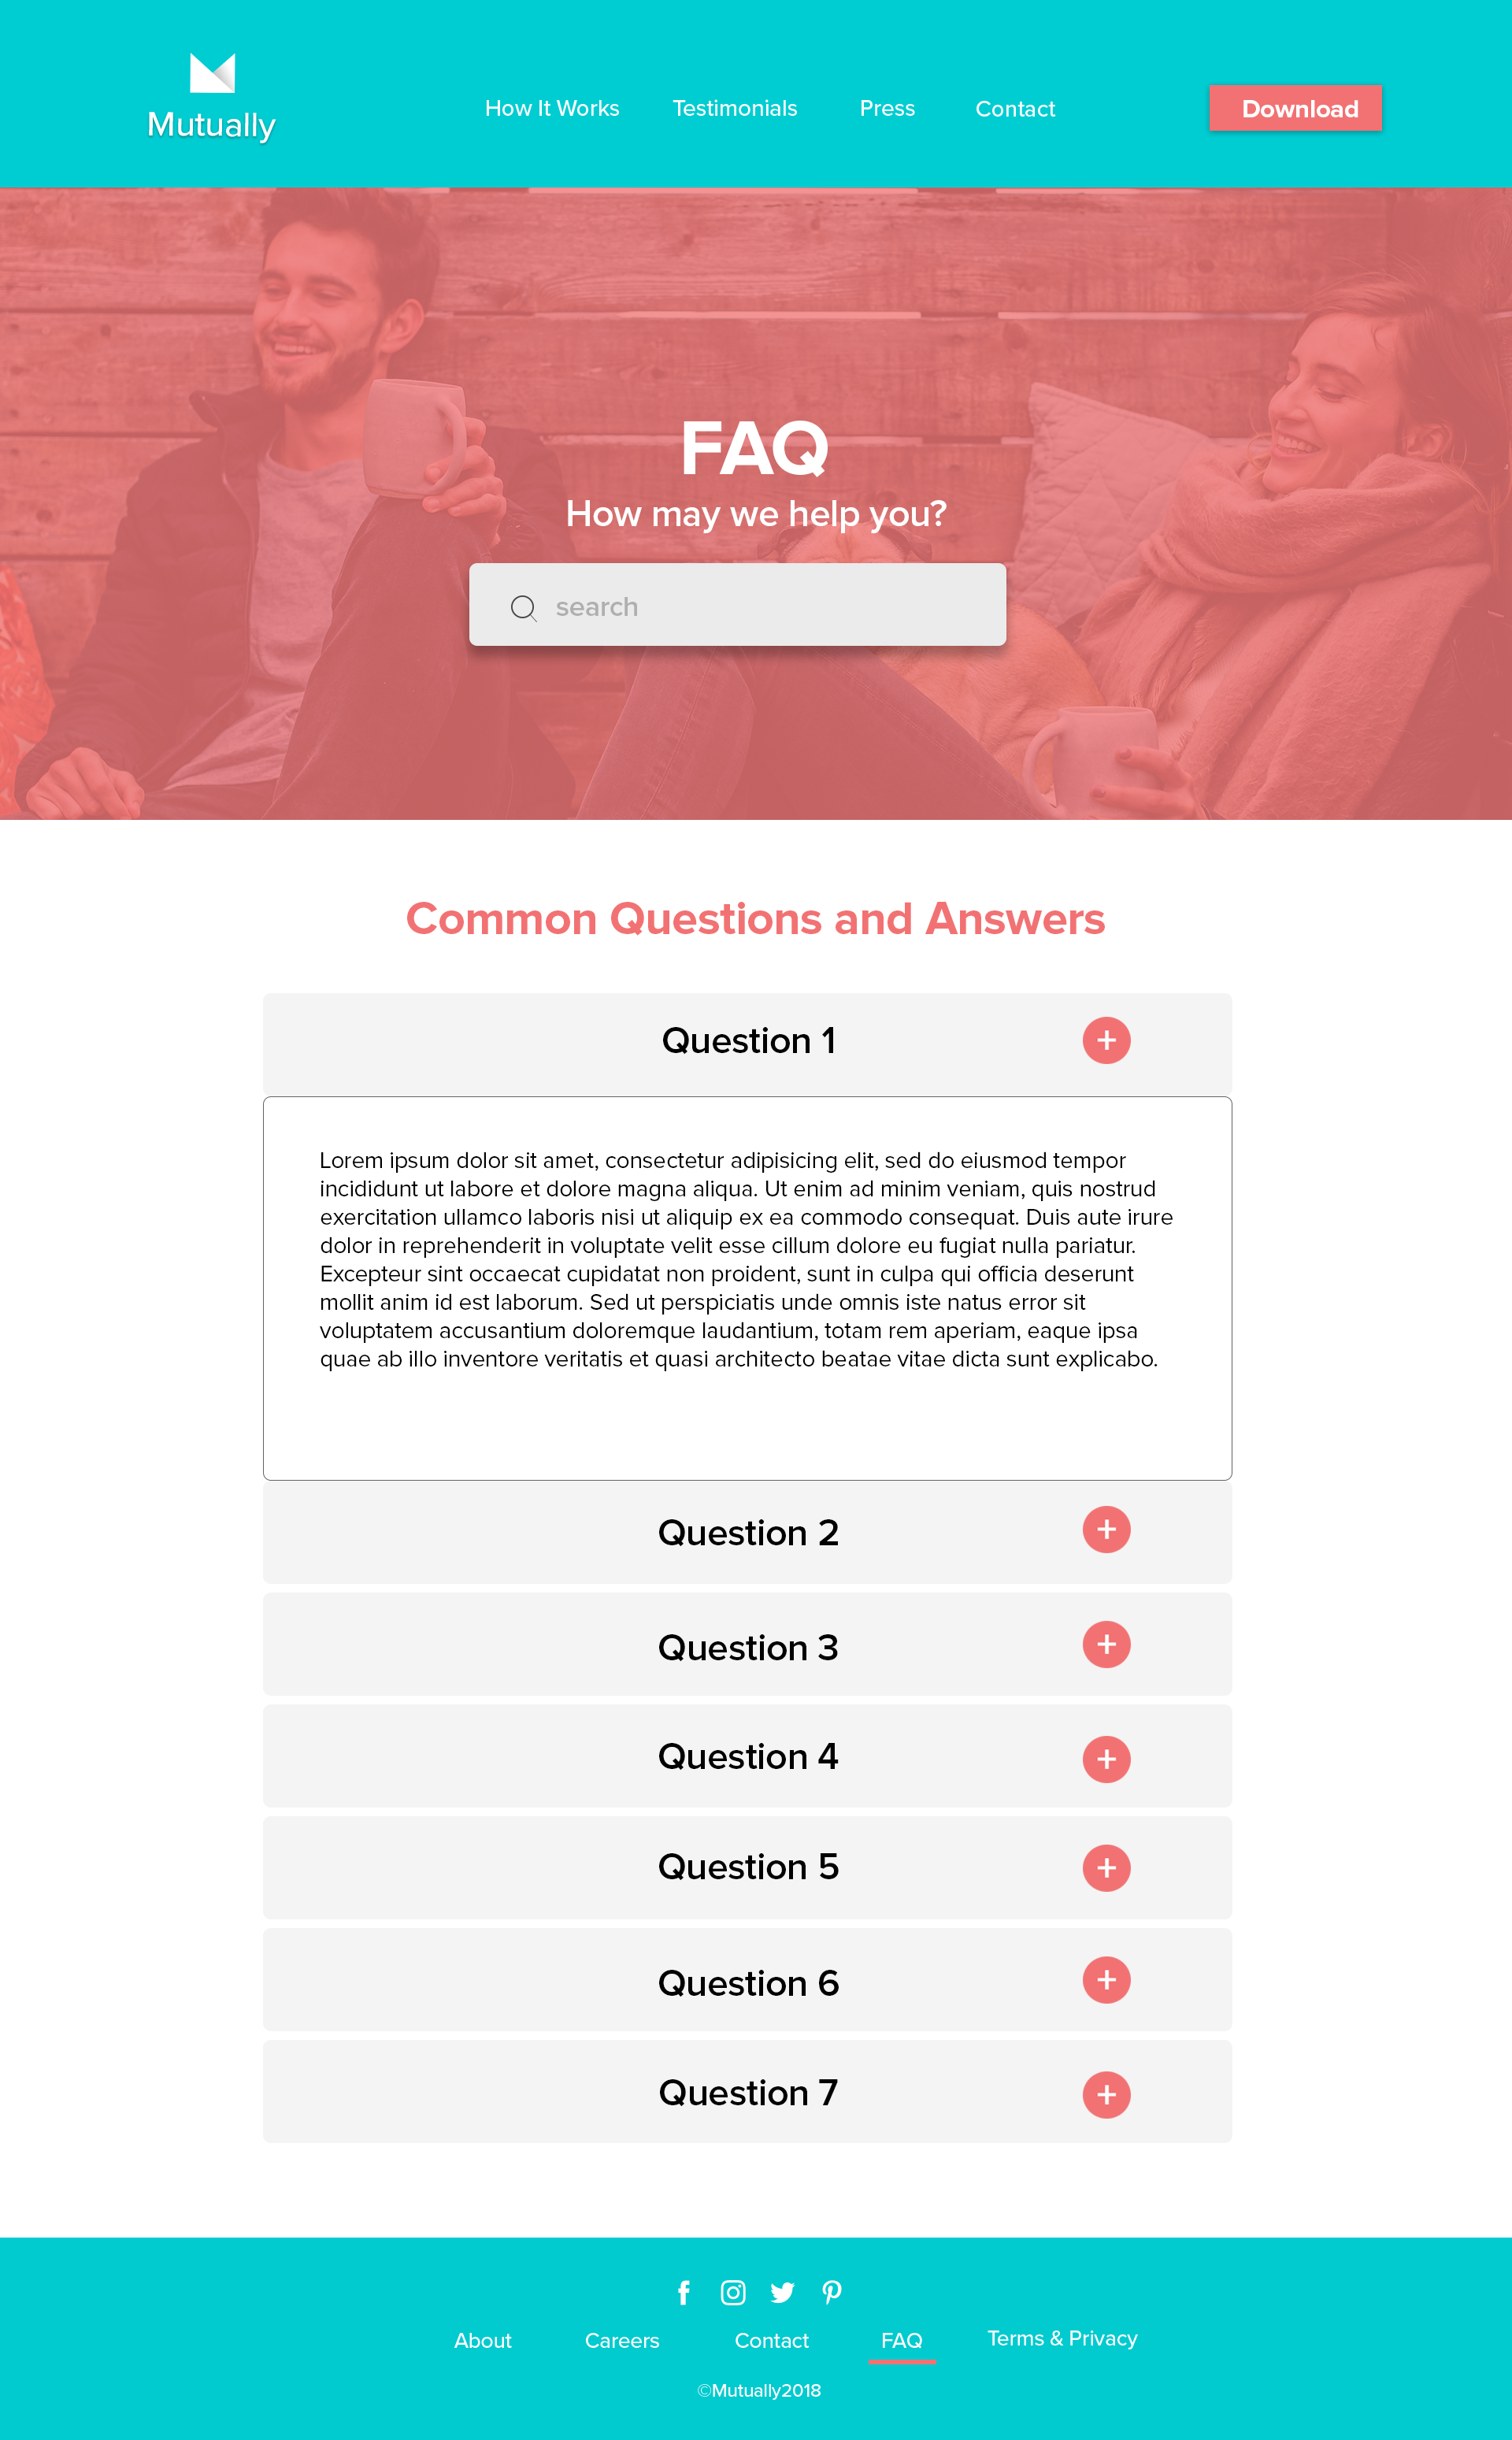 Mutually
How It Works
Testimonials
Press
Contact
Download
FAQ
How may we help you?
search
Common Questions and Answers
Question 1
Lorem ipsum dolor sit amet, consectetur adipisicing elit, sed do eiusmod tempor
incididunt ut labore et dolore magna aliqua. Ut enim ad minim veniam, quis nostrud
exercitation ullamco laboris nisi ut aliquip ex ea commodo consequat. Duis aute irure
dolor in reprehenderit in voluptate velit esse cillum dolore eu fugiat nulla pariatur.
Excepteur sint occaecat cupidatat non proident, sunt in culpa qui officia deserunt
mollit anim id est laborum. Sed ut perspiciatis unde omnis iste natus error sit
voluptatem accusantium doloremque laudantium, totam rem aperiam, eaque ipsa
quae ab illo inventore veritatis et quasi architecto beatae vitae dicta sunt explicabo.
Question 2
Question 3
Question 4
Question 5
Question 6
Question 7
About
Careers
Contact
FAQ
Terms & Privacy
©Mutually2018